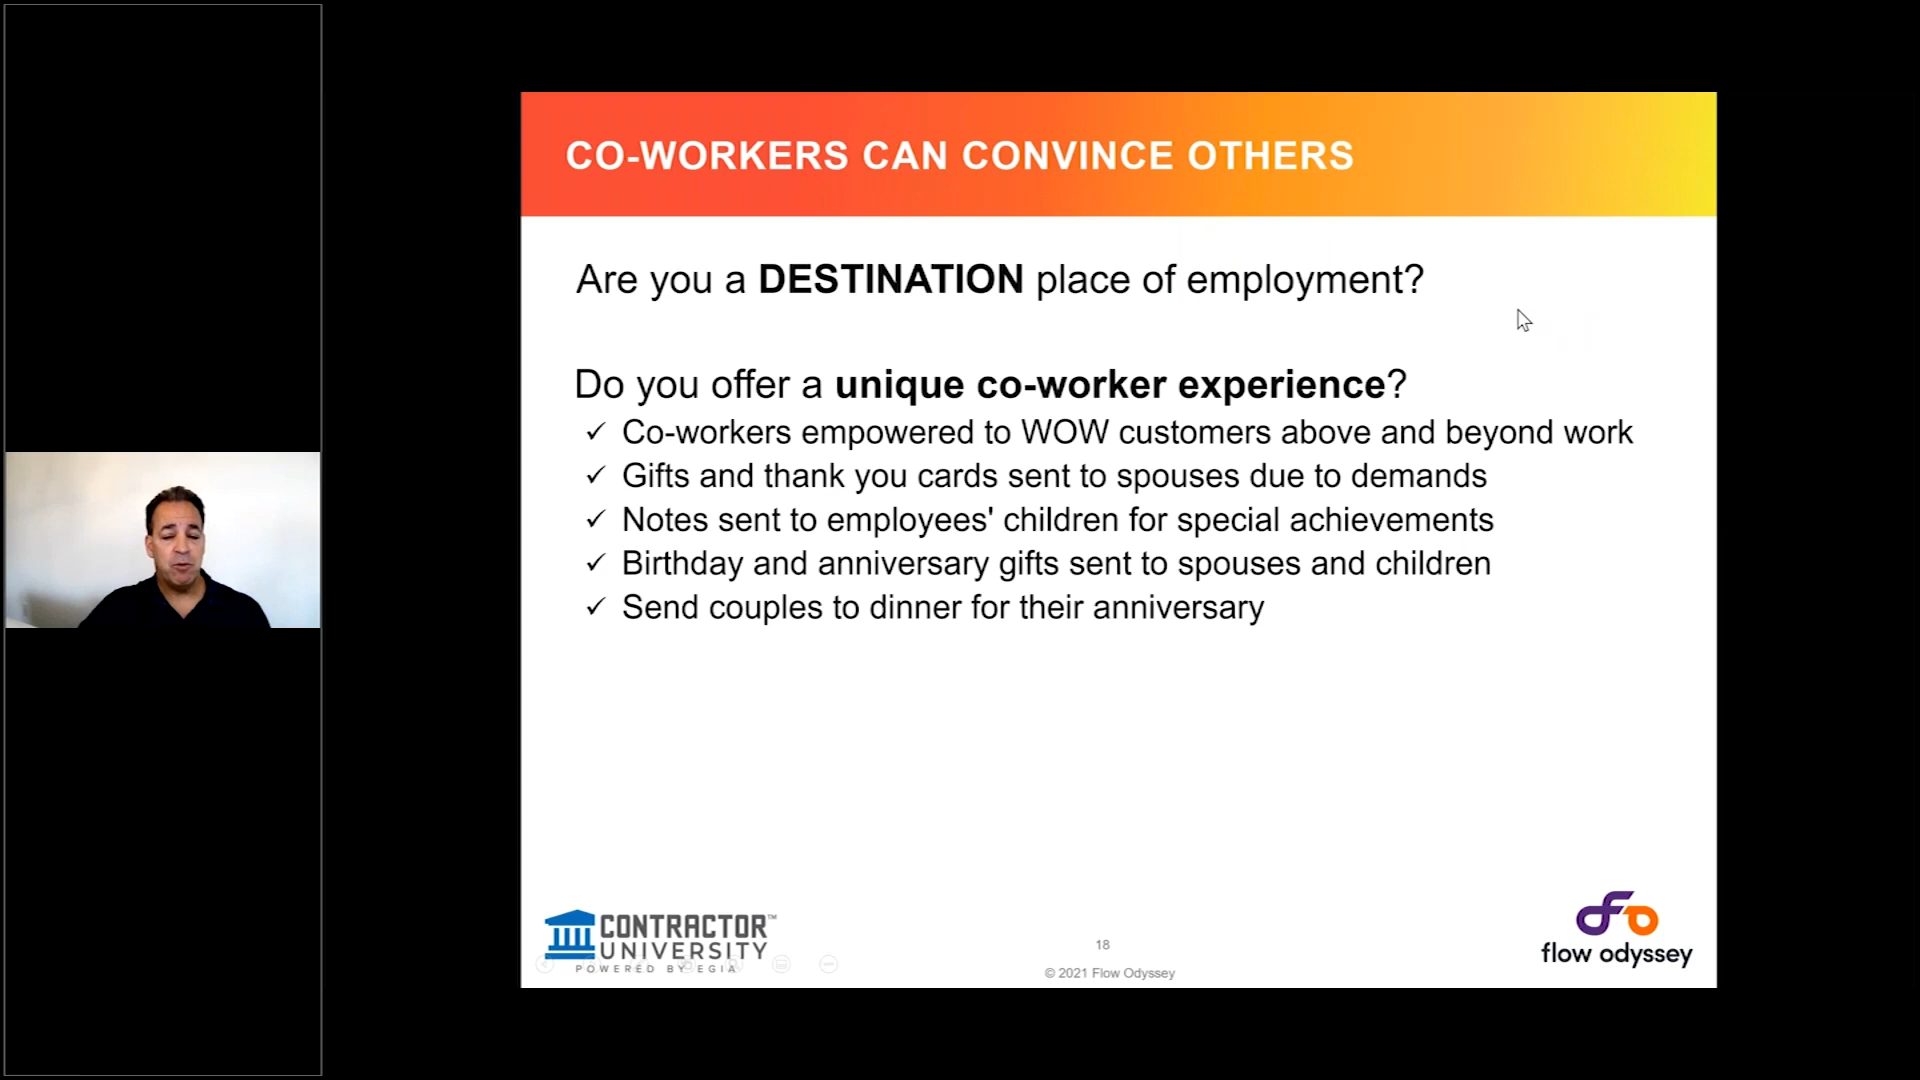 CO-WORKERS CAN CONVINCE OTHERS
Are you a DESTINATION place of employment?
Do you offer a unique co-worker experience?
✓ Co-workers empowered to WOW customers above and beyond work
✓ Gifts and thank you cards sent to spouses due to demands
✓ Notes sent to employees' children for special achievements
✓ Birthday and anniversary gifts sent to spouses and children
✓ Send couples to dinner for their anniversary
CONTRACTOR™
UNIVERSITY
POWERED BY EGIA
18
© 2021 Flow Odyssey
flow odyssey